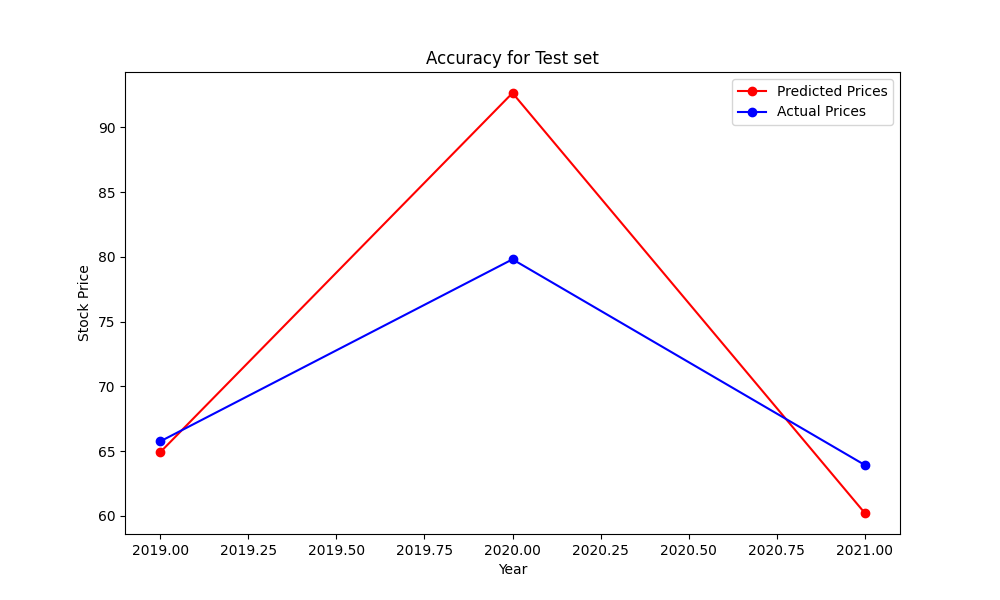 Accuracy for Test set
Predicted Prices
Actual Prices
90
85
80
75
70
65
60
Stock Price
2019.00 2019.25 2019.50 2019.75 2020.00 2020.25 2020.50 2020.75 2021.00
Year